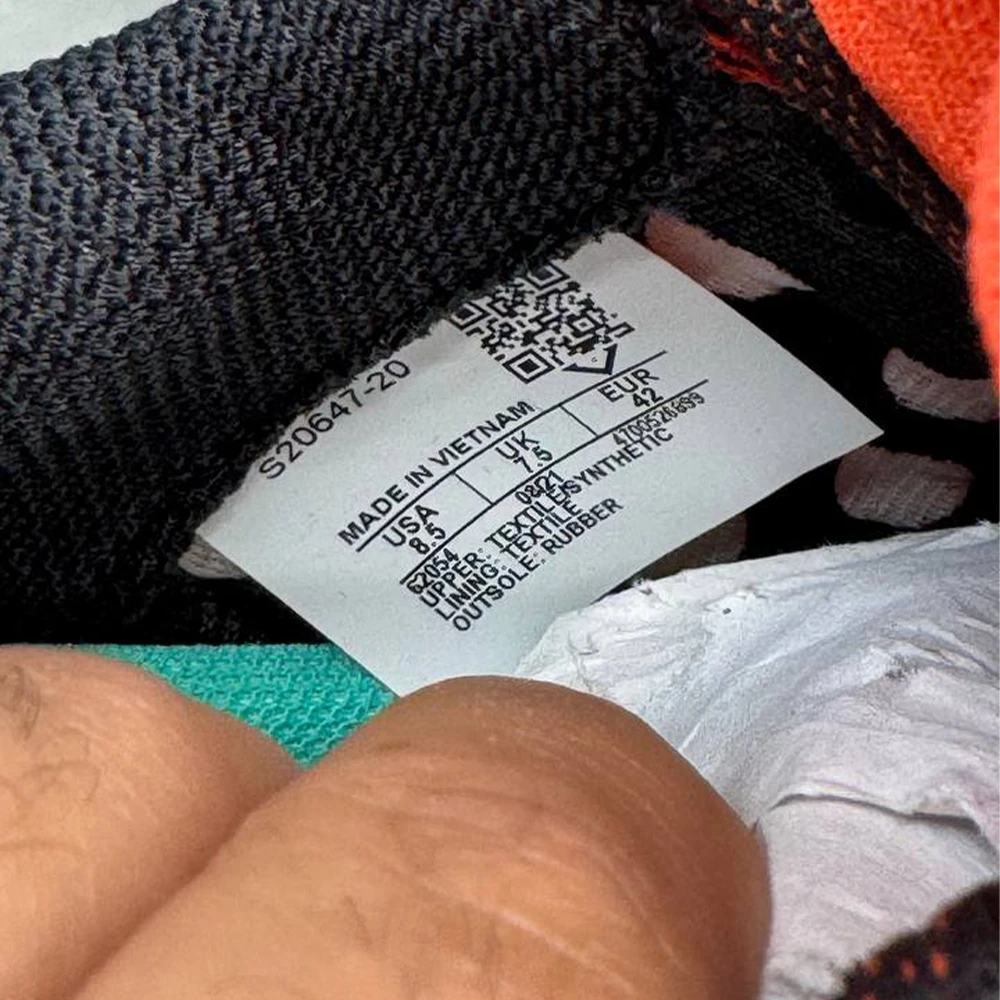 S20647-20
MADE IN VIETNAM
USA UK EUR
8.5 7.5 42
62054 08/21 4700526899
UPPER: TEXTILE/SYNTHETIC
LINING: TEXTILE
OUTSOLE: RUBBER